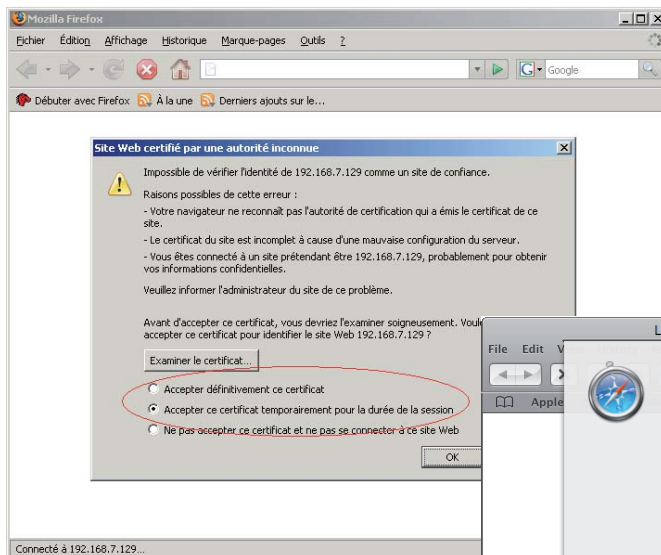 Mozilla Firefox
Fichier Édition Affichage Historique Marque-pages Outils ?
G Google
Débuter avec Firefox À la une Derniers ajouts sur le...
Site Web certifié par une autorité inconnue
Impossible de vérifier l'identité de 192.168.7.129 comme un site de confiance.
Raisons possibles de cette erreur :
- Votre navigateur ne reconnaît pas l'autorité de certification qui a émis le certificat de ce
site.
- Le certificat du site est incomplet à cause d'une mauvaise configuration du serveur.
- Vous êtes connecté à un site prétendant être 192.168.7.129, probablement pour obtenir
vos informations confidentielles.
Veuillez informer l'administrateur du site de ce problème.
Avant d'accepter ce certificat, vous devriez l'examiner soigneusement.
accepter ce certificat pour identifier le site Web 192.168.7.129 ?
Examiner le certificat...
Accepter définitivement ce certificat
Accepter ce certificat temporairement pour la durée de la session
Ne pas accepter ce certificat et ne pas se connecter à ce site Web
OK
File Edit
Apple
Connecté à 192.168.7.129...